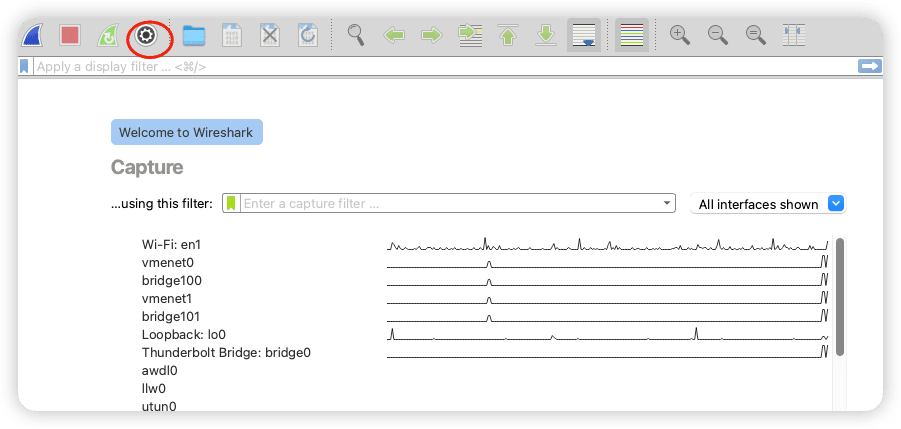 Apply a display filter ... <⌘/>
Welcome to Wireshark
Capture
...using this filter: Enter a capture filter ... All interfaces shown
Wi-Fi: en1
vmenet0
bridge100
vmenet1
bridge101
Loopback: lo0
Thunderbolt Bridge: bridge0
awdl0
llw0
utun0